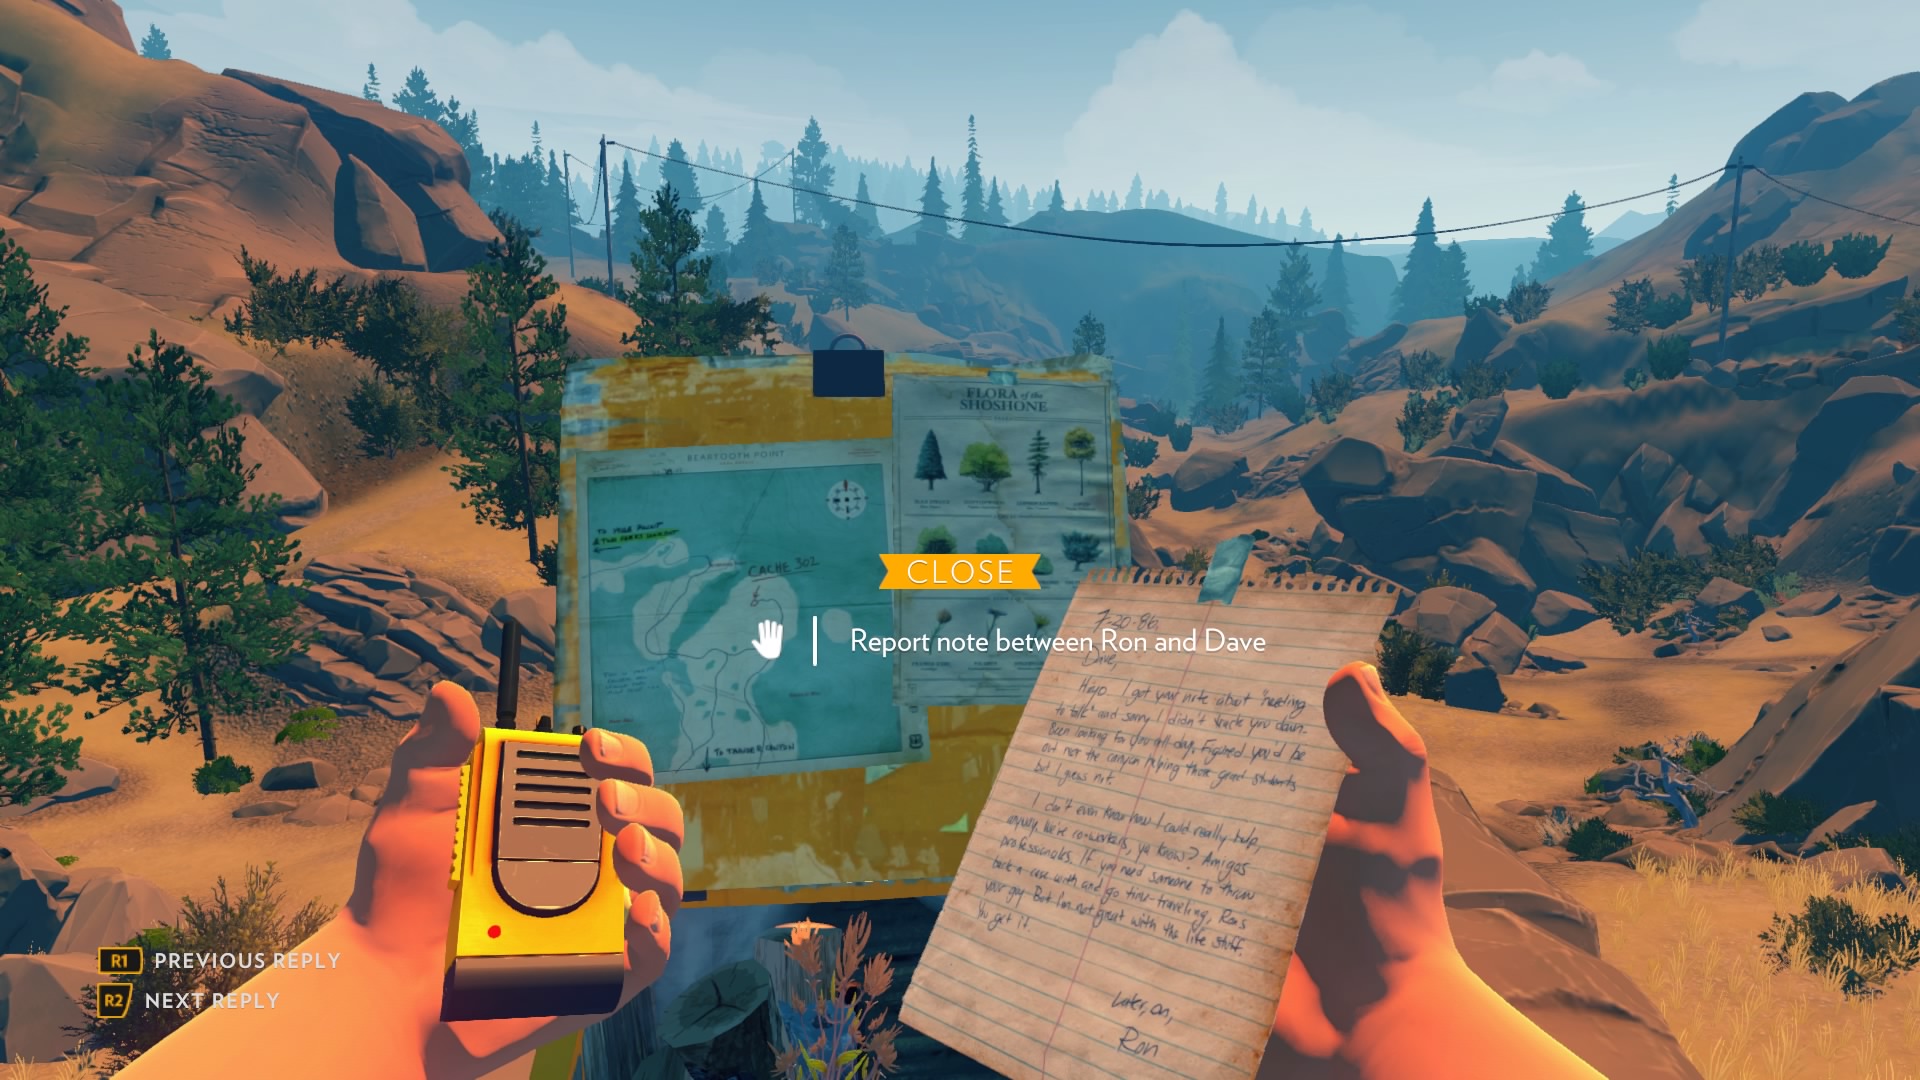 FLORA of the
SHOSHONE
BEARTOOTH POINT
TO
CACHE 302
TO THUNDER CANYON
CLOSE
Report note between Ron and Dave
7-20-86
Dave,
Heyo. I got your note about "needing
to talk" and sorry I didn't track you down.
Been looking for you all day. Figured you'd be
out near the canyon helping those grad students
but I guess not.
I don't even know how I could really help,
anyway. We're co-workers, ya know? Amigos
professionales. If you need someone to throw
back a case with and go time-traveling, Ron's
your guy. But I'm not great with the life stuff.
You get it.
Later on,
Ron
R1 PREVIOUS REPLY
R2 NEXT REPLY